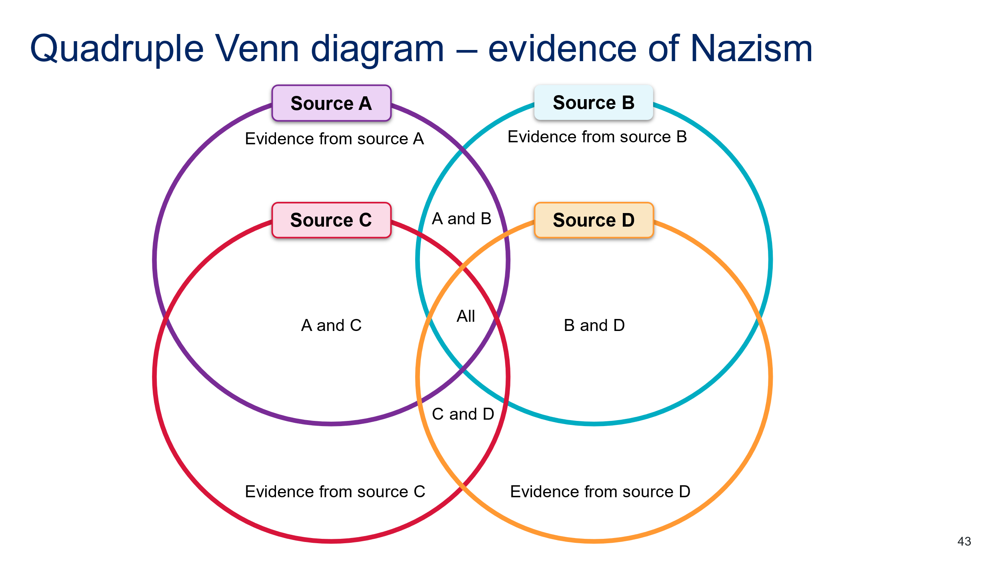 Quadruple Venn diagram – evidence of Nazism
Source A
Source B
Evidence from source A
Evidence from source B
Source C
A and B
Source D
A and C
All
B and D
C and D
Evidence from source C
Evidence from source D
43